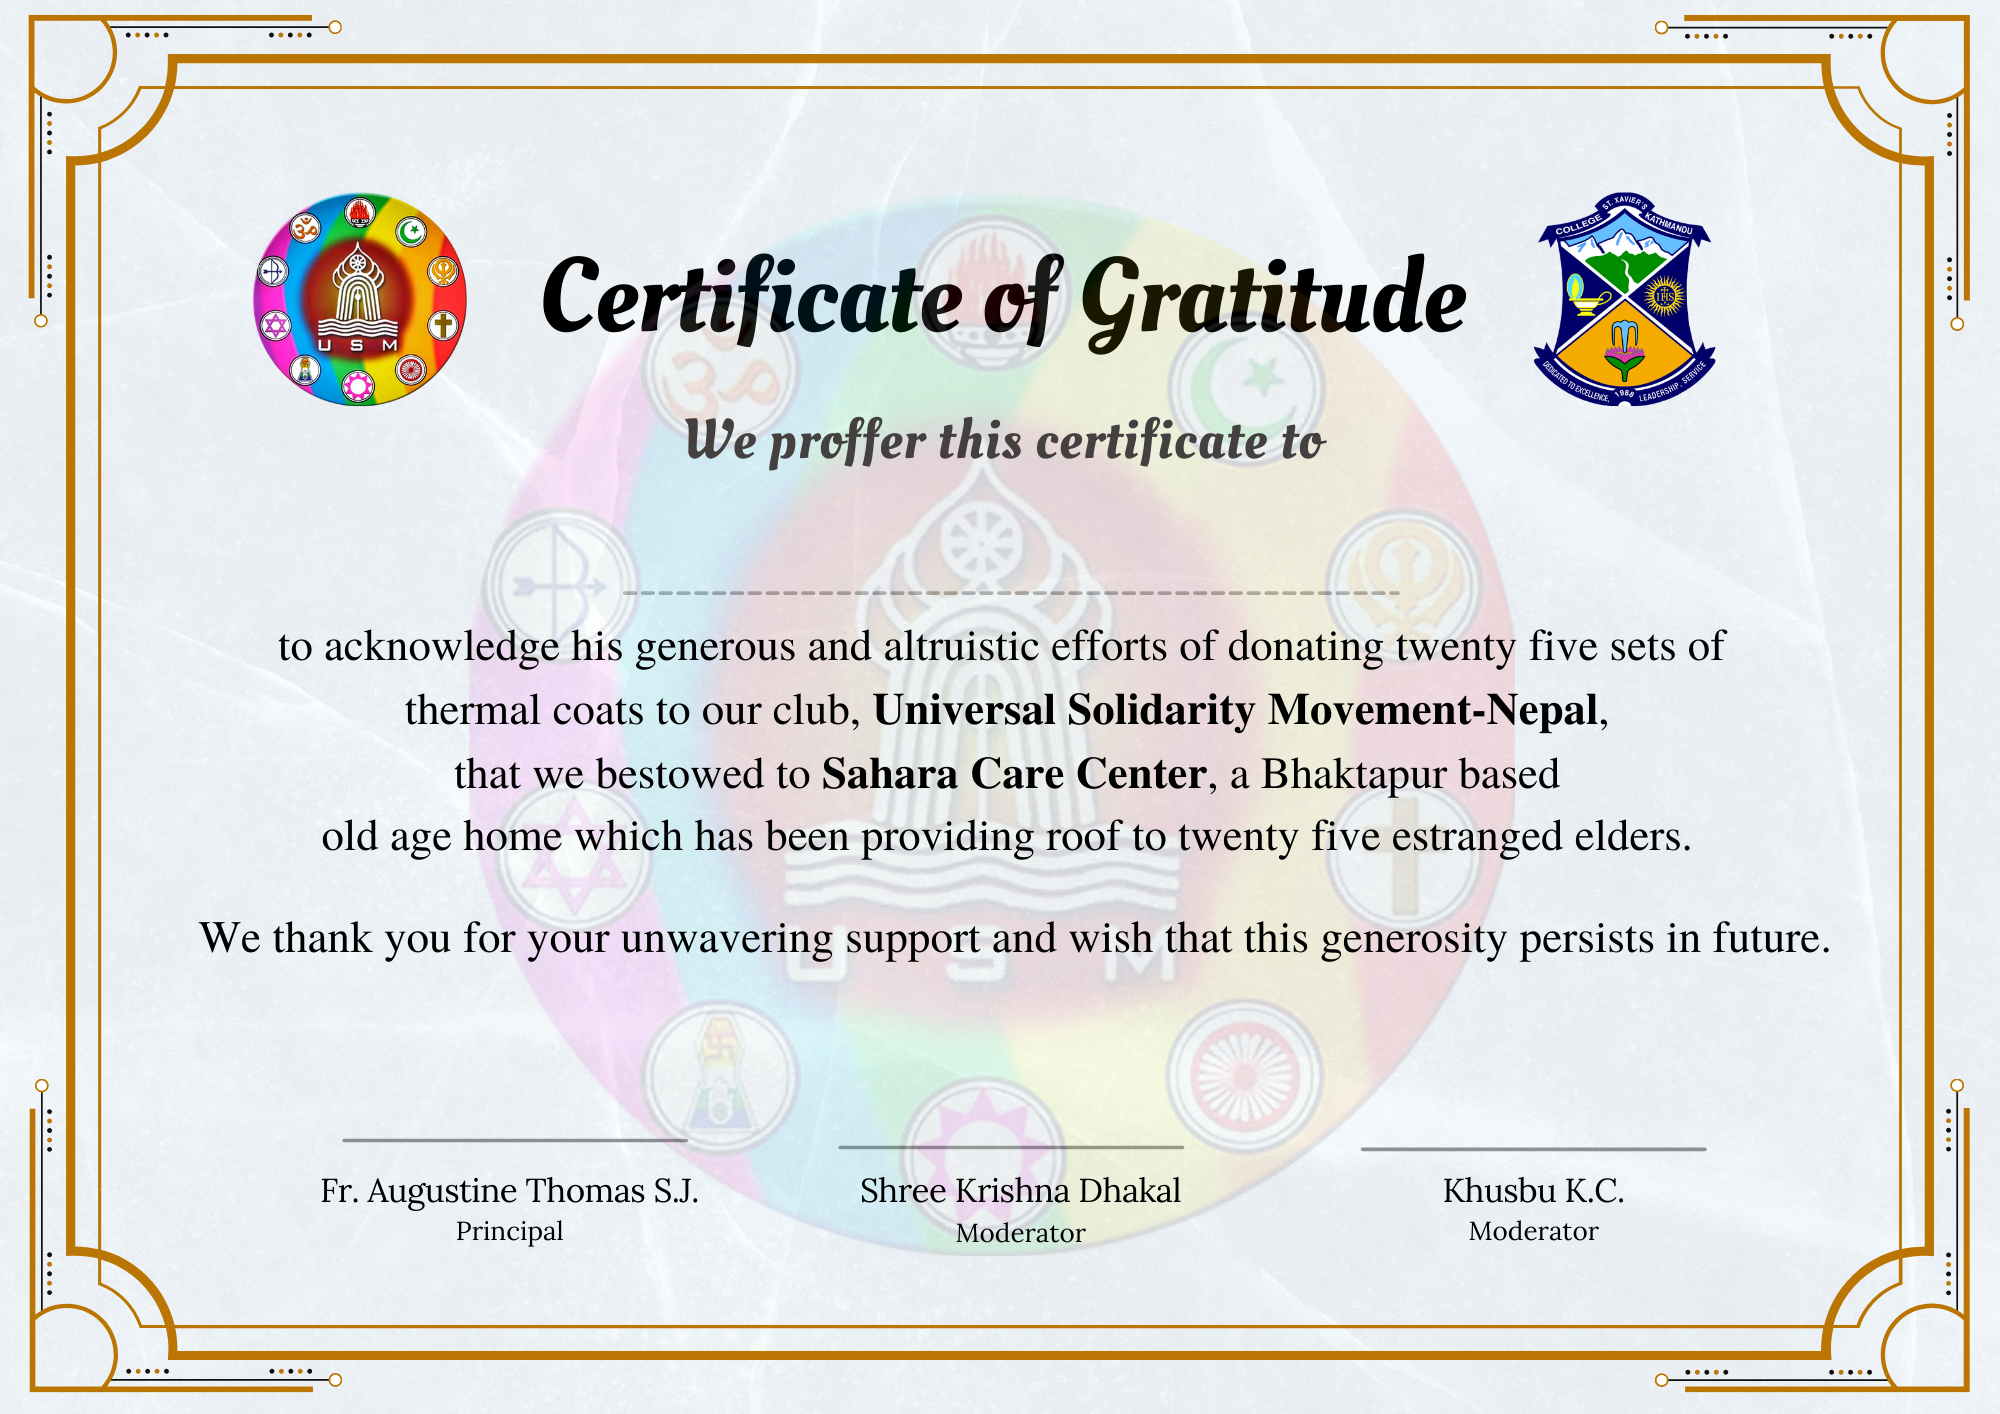 COLLEGE ST. XAVIER'S KATHMANDU
U S M
IHS
Certificate of Gratitude
DEDICATED TO EXCELLENCE, 1988 LEADERSHIP, SERVICE
We proffer this certificate to
to acknowledge his generous and altruistic efforts of donating twenty five sets of
thermal coats to our club, Universal Solidarity Movement-Nepal,
that we bestowed to Sahara Care Center, a Bhaktapur based
old age home which has been providing roof to twenty five estranged elders.
We thank you for your unwavering support and wish that this generosity persists in future.
U S M
Fr. Augustine Thomas S.J.
Principal
Shree Krishna Dhakal
Moderator
Khusbu K.C.
Moderator